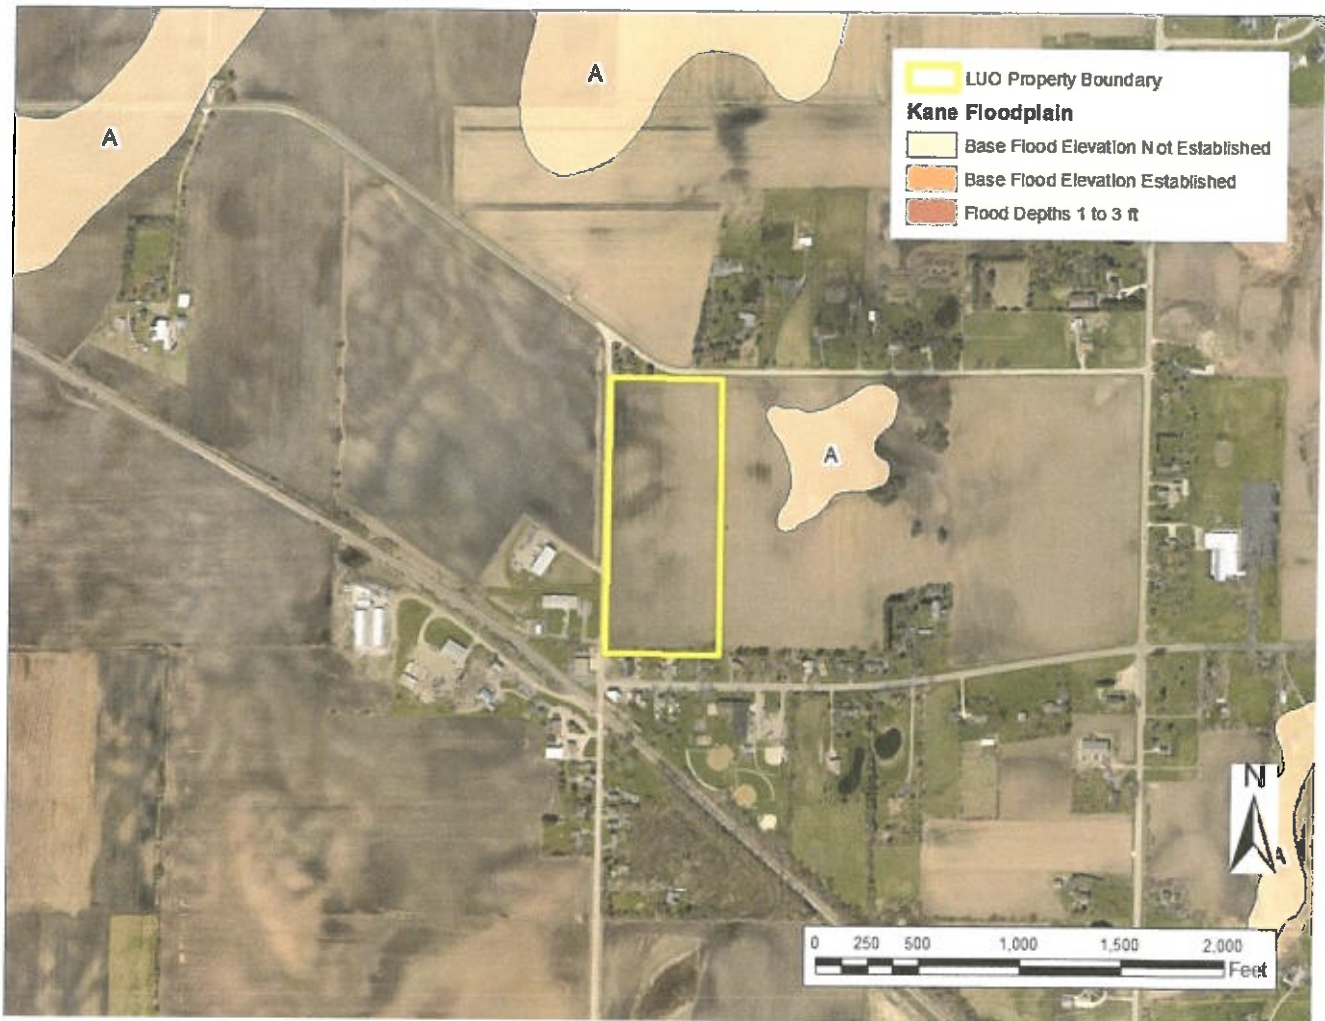 A
A
LUO Property Boundary
Kane Floodplain
Base Flood Elevation Not Established
Base Flood Elevation Established
Flood Depths 1 to 3 ft
A
N
A
0 250 500 1,000 1,500 2,000
Feet